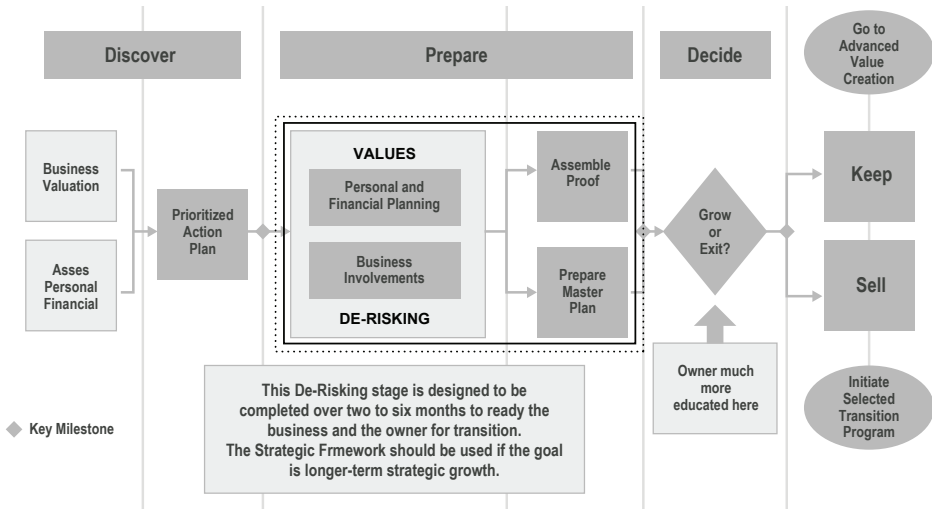 Discover
Prepare
Decide
Go to
Advanced
Value
Creation
Business
Valuation
Asses
Personal
Financial
Prioritized
Action
Plan
VALUES
Personal and
Financial Planning
Business
Involvements
DE-RISKING
Assemble
Proof
Prepare
Master
Plan
Grow
or
Exit?
Keep
Sell
Owner much
more
educated here
Initiate
Selected
Transition
Program
This De-Risking stage is designed to be
completed over two to six months to ready the
business and the owner for transition.
The Strategic Frmework should be used if the goal
is longer-term strategic growth.
Key Milestone